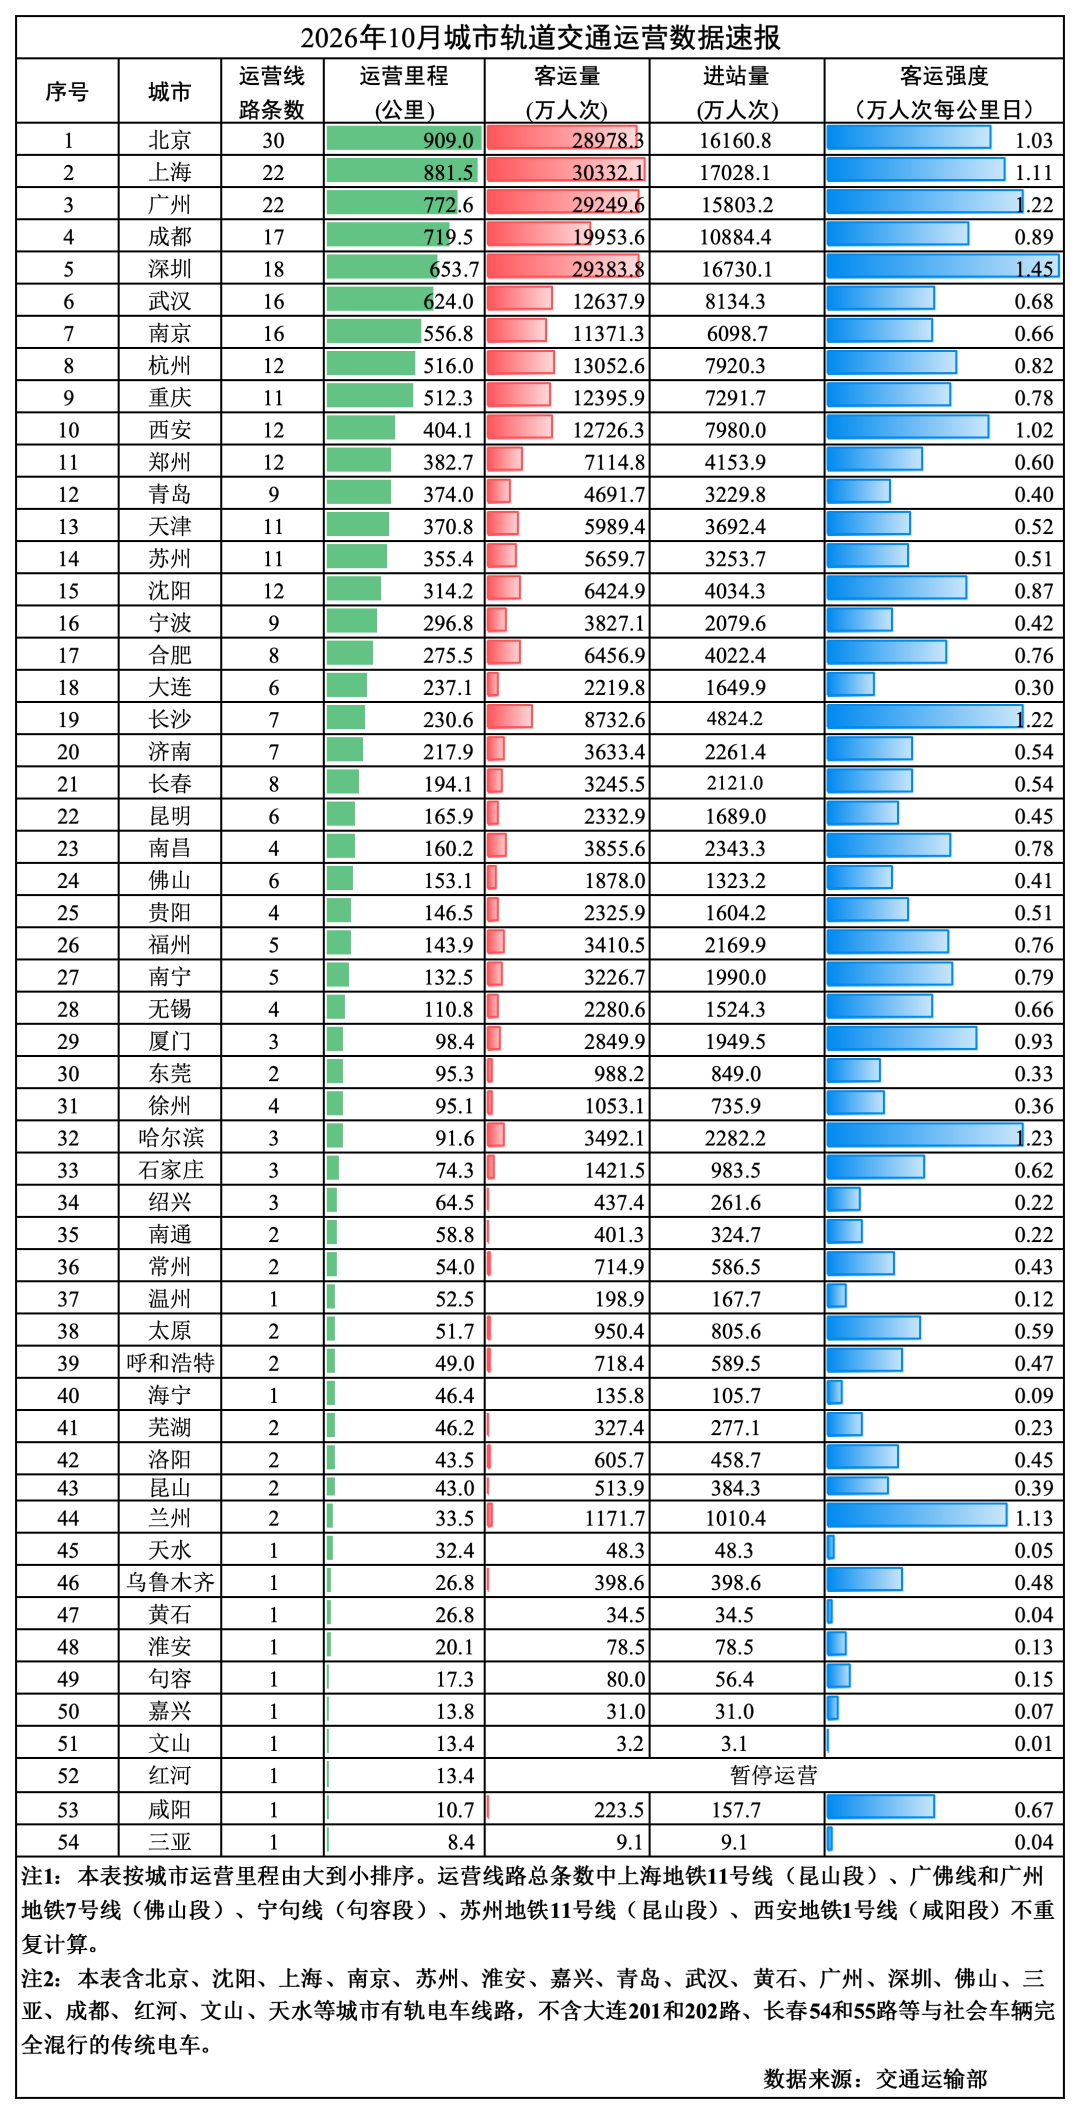 2026年10月城市轨道交通运营数据速报
序号 城市 运营线路条数 运营里程(公里) 客运量(万人次) 进站量(万人次) 客运强度(万人次每公里日)
1 北京 30 909.0 28978.3 16160.8 1.03
2 上海 22 881.5 30332.1 17028.1 1.11
3 广州 22 772.6 29249.6 15803.2 1.22
4 成都 17 719.5 19953.6 10884.4 0.89
5 深圳 18 653.7 29383.8 16730.1 1.45
6 武汉 16 624.0 12637.9 8134.3 0.68
7 南京 16 556.8 11371.3 6098.7 0.66
8 杭州 12 516.0 13052.6 7920.3 0.82
9 重庆 11 512.3 12395.9 7291.7 0.78
10 西安 12 404.1 12726.3 7980.0 1.02
11 郑州 12 382.7 7114.8 4153.9 0.60
12 青岛 9 374.0 4691.7 3229.8 0.40
13 天津 11 370.8 5989.4 3692.4 0.52
14 苏州 11 355.4 5659.7 3253.7 0.51
15 沈阳 12 314.2 6424.9 4034.3 0.87
16 宁波 9 296.8 3827.1 2079.6 0.42
17 合肥 8 275.5 6456.9 4022.4 0.76
18 大连 6 237.1 2219.8 1649.9 0.30
19 长沙 7 230.6 8732.6 4824.2 1.22
20 济南 7 217.9 3633.4 2261.4 0.54
21 长春 8 194.1 3245.5 2121.0 0.54
22 昆明 6 165.9 2332.9 1689.0 0.45
23 南昌 4 160.2 3855.6 2343.3 0.78
24 佛山 6 153.1 1878.0 1323.2 0.41
25 贵阳 4 146.5 2325.9 1604.2 0.51
26 福州 5 143.9 3410.5 2169.9 0.76
27 南宁 5 132.5 3226.7 1990.0 0.79
28 无锡 4 110.8 2280.6 1524.3 0.66
29 厦门 3 98.4 2849.9 1949.5 0.93
30 东莞 2 95.3 988.2 849.0 0.33
31 徐州 4 95.1 1053.1 735.9 0.36
32 哈尔滨 3 91.6 3492.1 2282.2 1.23
33 石家庄 3 74.3 1421.5 983.5 0.62
34 绍兴 3 64.5 437.4 261.6 0.22
35 南通 2 58.8 401.3 324.7 0.22
36 常州 2 54.0 714.9 586.5 0.43
37 温州 1 52.5 198.9 167.7 0.12
38 太原 2 51.7 950.4 805.6 0.59
39 呼和浩特 2 49.0 718.4 589.5 0.47
40 海宁 1 46.4 135.8 105.7 0.09
41 芜湖 2 46.2 327.4 277.1 0.23
42 洛阳 2 43.5 605.7 458.7 0.45
43 昆山 2 43.0 513.9 384.3 0.39
44 兰州 2 33.5 1171.7 1010.4 1.13
45 天水 1 32.4 48.3 48.3 0.05
46 乌鲁木齐 1 26.8 398.6 398.6 0.48
47 黄石 1 26.8 34.5 34.5 0.04
48 淮安 1 20.1 78.5 78.5 0.13
49 句容 1 17.3 80.0 56.4 0.15
50 嘉兴 1 13.8 31.0 31.0 0.07
51 文山 1 13.4 3.2 3.1 0.01
52 红河 1 13.4 暂停运营
53 咸阳 1 10.7 223.5 157.7 0.67
54 三亚 1 8.4 9.1 9.1 0.04
注1：本表按城市运营里程由大到小排序。运营线路总条数中上海地铁11号线（昆山段）、广佛线和广州
地铁7号线（佛山段）、宁句线（句容段）、苏州地铁11号线（昆山段）、西安地铁1号线（咸阳段）不重
复计算。
注2：本表含北京、沈阳、上海、南京、苏州、淮安、嘉兴、青岛、武汉、黄石、广州、深圳、佛山、三
亚、成都、红河、文山、天水等城市有轨电车线路，不含大连201和202路、长春54和55路等与社会车辆完
全混行的传统电车。
数据来源：交通运输部